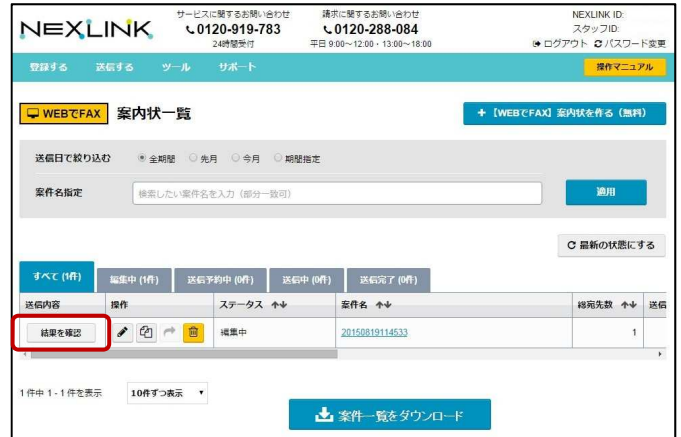 NEXLINK
サービスに関するお問い合わせ
0120-919-783
24時間受付
請求に関するお問い合わせ
0120-288-084
平日 9:00～12:00・13:00～18:00
NEXLINK ID:
スタッフID:
ログアウト パスワード変更
登録する 送信する ツール サポート 操作マニュアル
WEBでFAX 案内状一覧
+ 【WEBでFAX】案内状を作る（無料）
送信日で絞り込む 全期間 先月 今月 期間指定
案件名指定 検索したい案件名を入力（部分一致可） 適用
最新の状態にする
すべて (1件) 編集中 (1件) 送信予約中 (0件) 送信中 (0件) 送信完了 (0件)
送信内容 操作 ステータス 案件名 総宛先数 送信
結果を確認 編集中 20150819114533 1
1件中 1 - 1 件を表示 10件ずつ表示
案件一覧をダウンロード